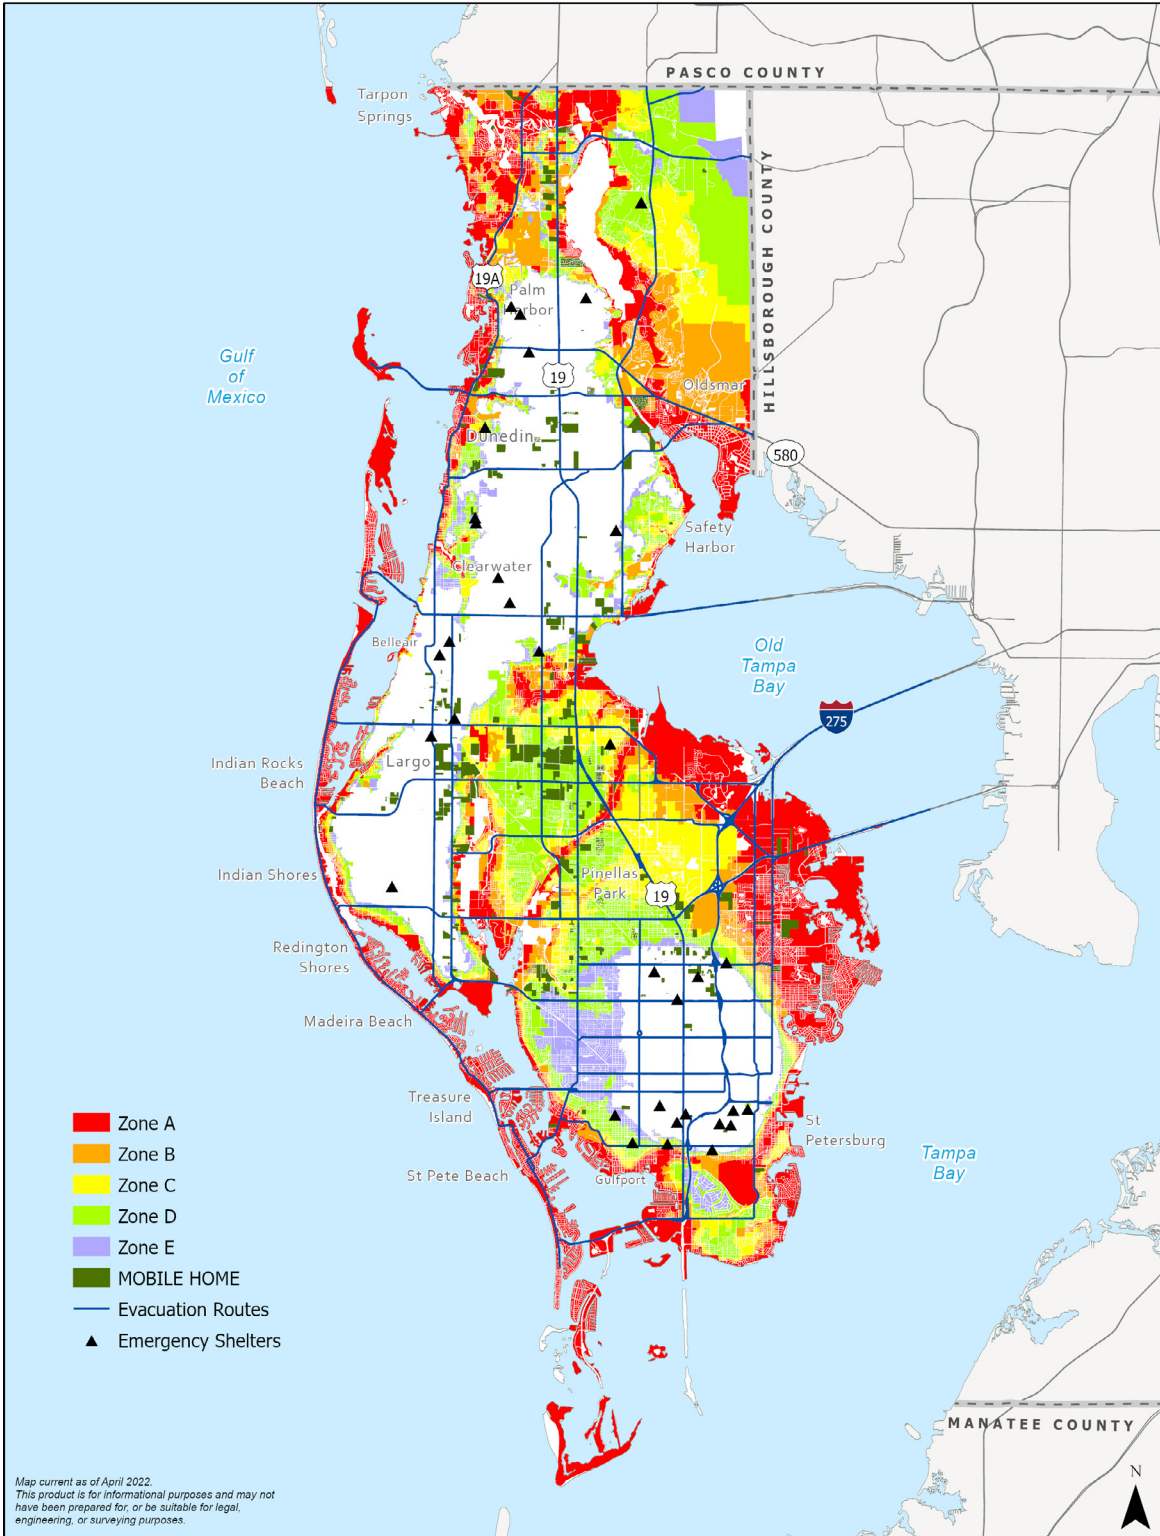 PASCO COUNTY
Tarpon
Springs
HILLSBOROUGH COUNTY
19A
Palm
Harbor
Gulf
of
Mexico
19
Oldsmar
Dunedin
580
Safety
Harbor
Clearwater
Belleair
Old
Tampa
Bay
275
Indian Rocks
Beach
Largo
Indian Shores
Pinellas
Park
19
Redington
Shores
Madeira Beach
Treasure
Island
St
Petersburg
St Pete Beach
Gulfport
Tampa
Bay
Zone A
Zone B
Zone C
Zone D
Zone E
MOBILE HOME
Evacuation Routes
Emergency Shelters
MANATEE COUNTY
N
Map current as of April 2022.
This product is for informational purposes and may not
have been prepared for, or be suitable for legal,
engineering, or surveying purposes.